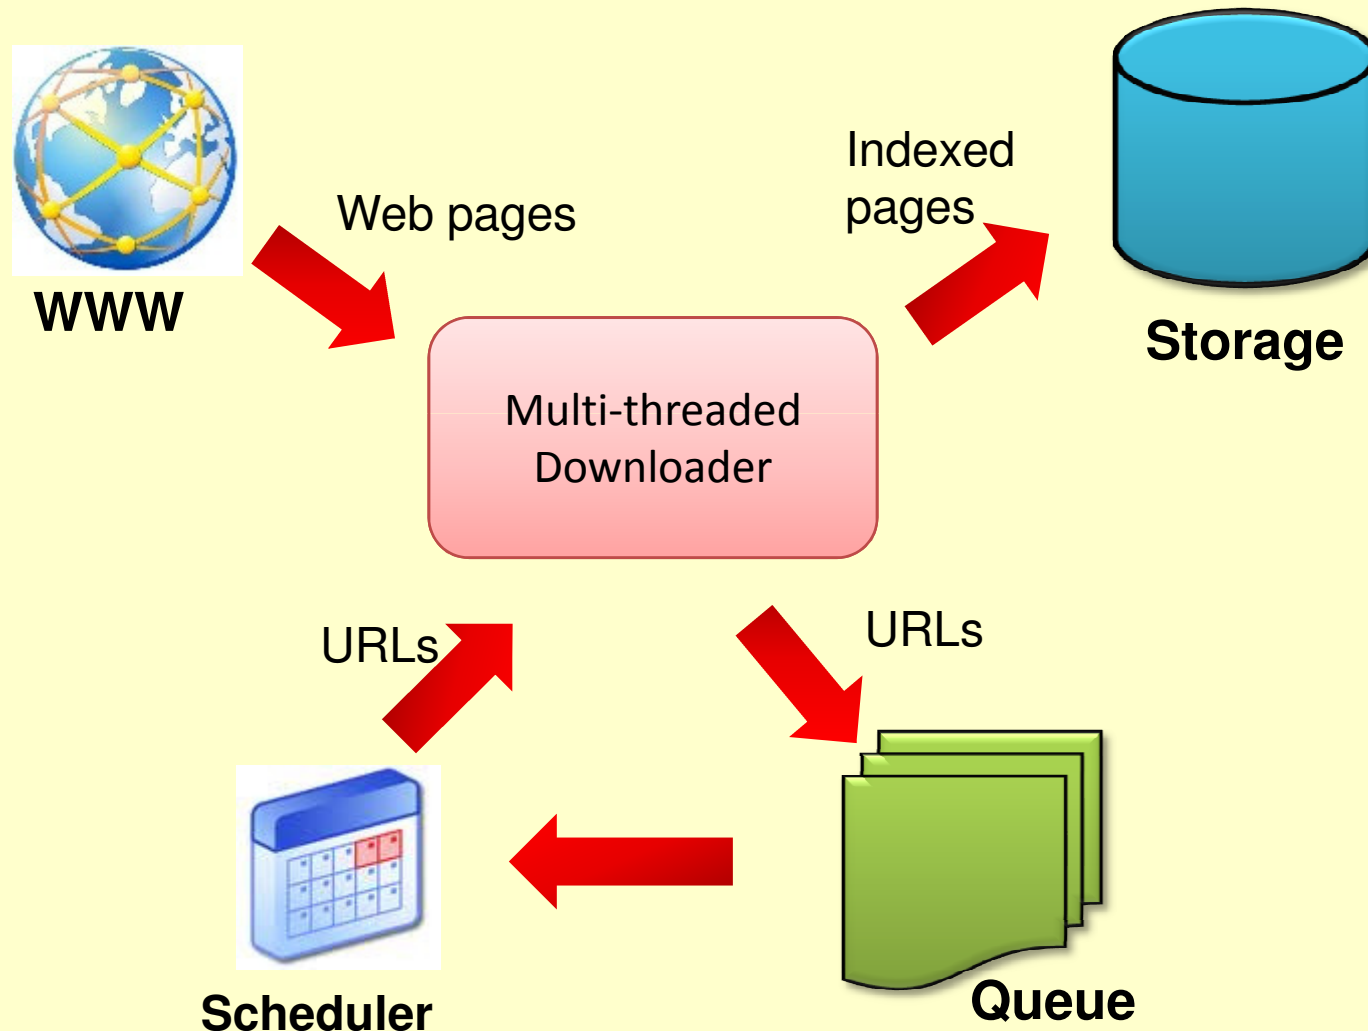 WWW
Web pages
Indexed
pages
Storage
Multi-threaded
Downloader
URLs
URLs
Scheduler
Queue